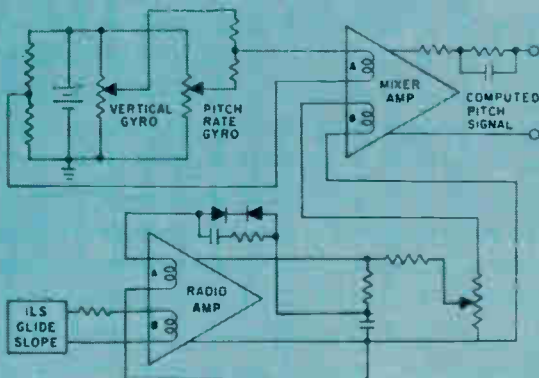 VERTICAL
GYRO
PITCH
RATE
GYRO
A
B
MIXER
AMP
COMPUTED
PITCH
SIGNAL
ILS
GLIDE
SLOPE
A
B
RADIO
AMP